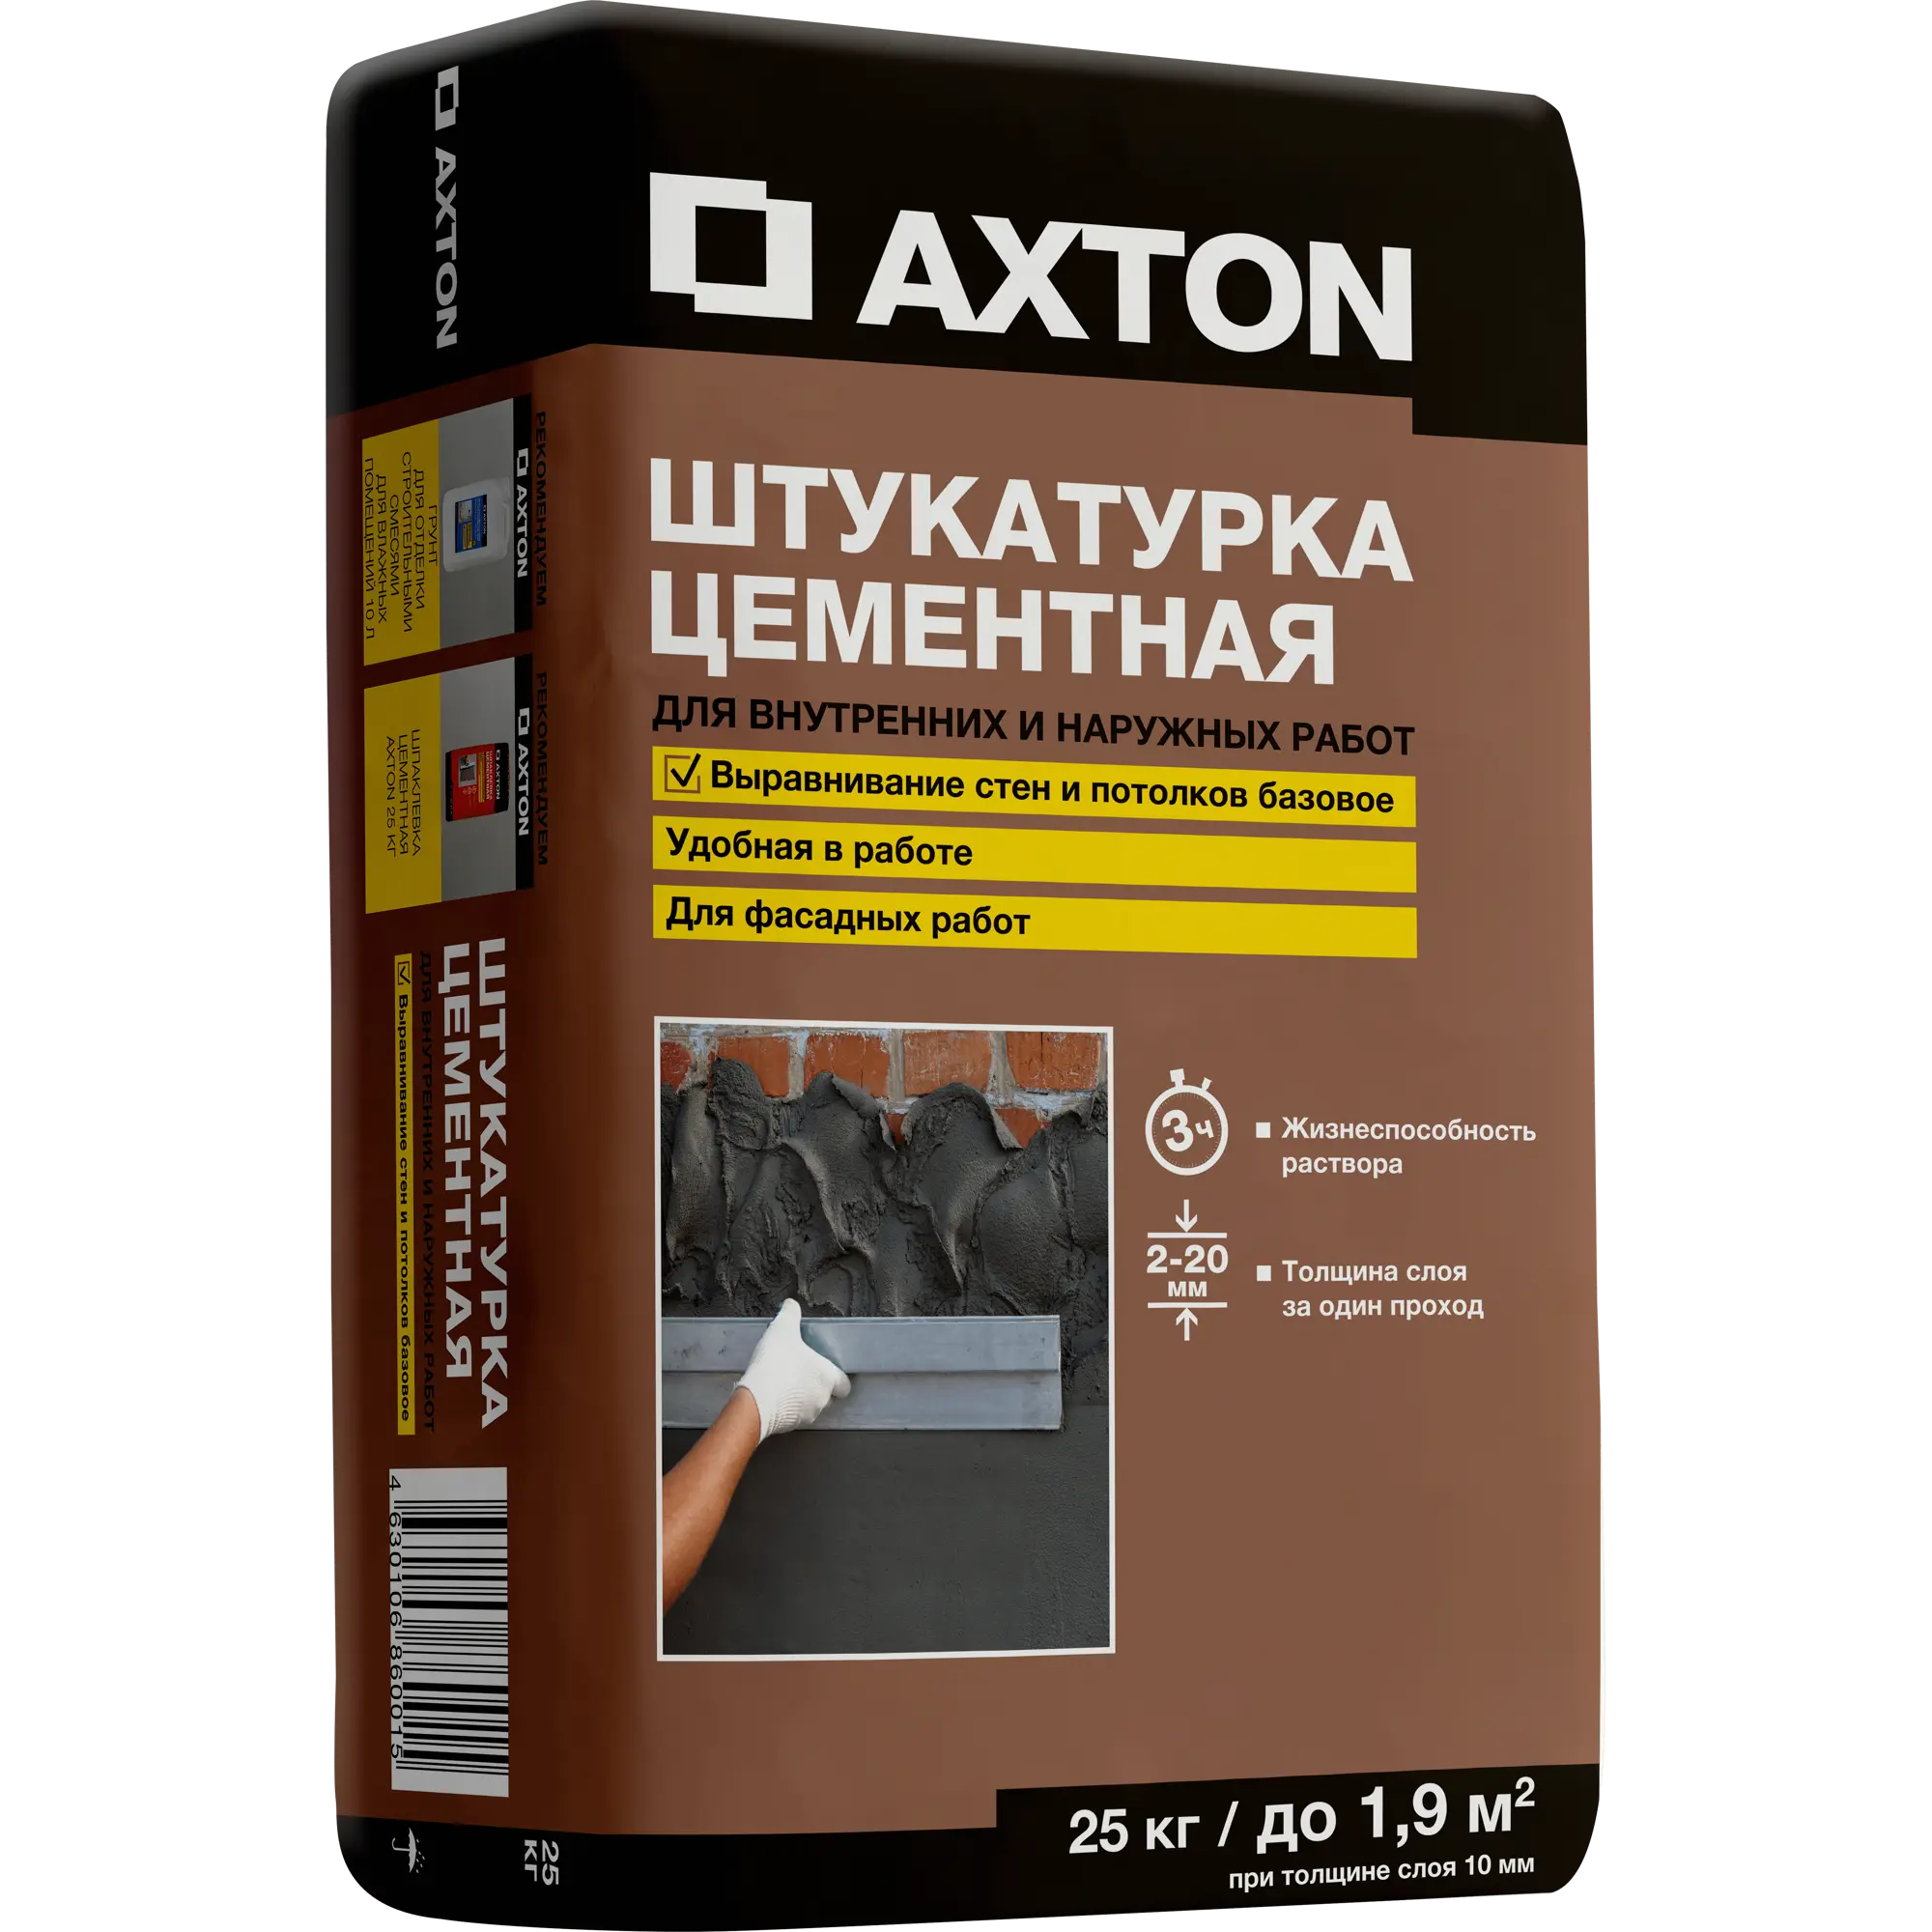 AXTON
ШТУКАТУРКА
ЦЕМЕНТНАЯ
ДЛЯ ВНУТРЕННИХ И НАРУЖНЫХ РАБОТ
Выравнивание стен и потолков базовое
Удобная в работе
Для фасадных работ
3ч
Жизнеспособность
раствора
2-20
мм
Толщина слоя
за один проход
25 кг / до 1,9 м²
при толщине слоя 10 мм
AXTON
РЕКОМЕНДУЕМ
AXTON
ГРУНТ
ДЛЯ ОТДЕЛКИ
СТРОИТЕЛЬНЫМИ
СМЕСЯМИ
ДЛЯ ВЛАЖНЫХ
ПОМЕЩЕНИЙ 10 Л
РЕКОМЕНДУЕМ
AXTON
AXTON
ШПАКЛЕВКА
ЦЕМЕНТНАЯ
AXTON 25 КГ
ШТУКАТУРКА
ЦЕМЕНТНАЯ
ДЛЯ ВНУТРЕННИХ И НАРУЖНЫХ РАБОТ
Выравнивание стен и потолков базовое
4 630106 860015
25
КГ